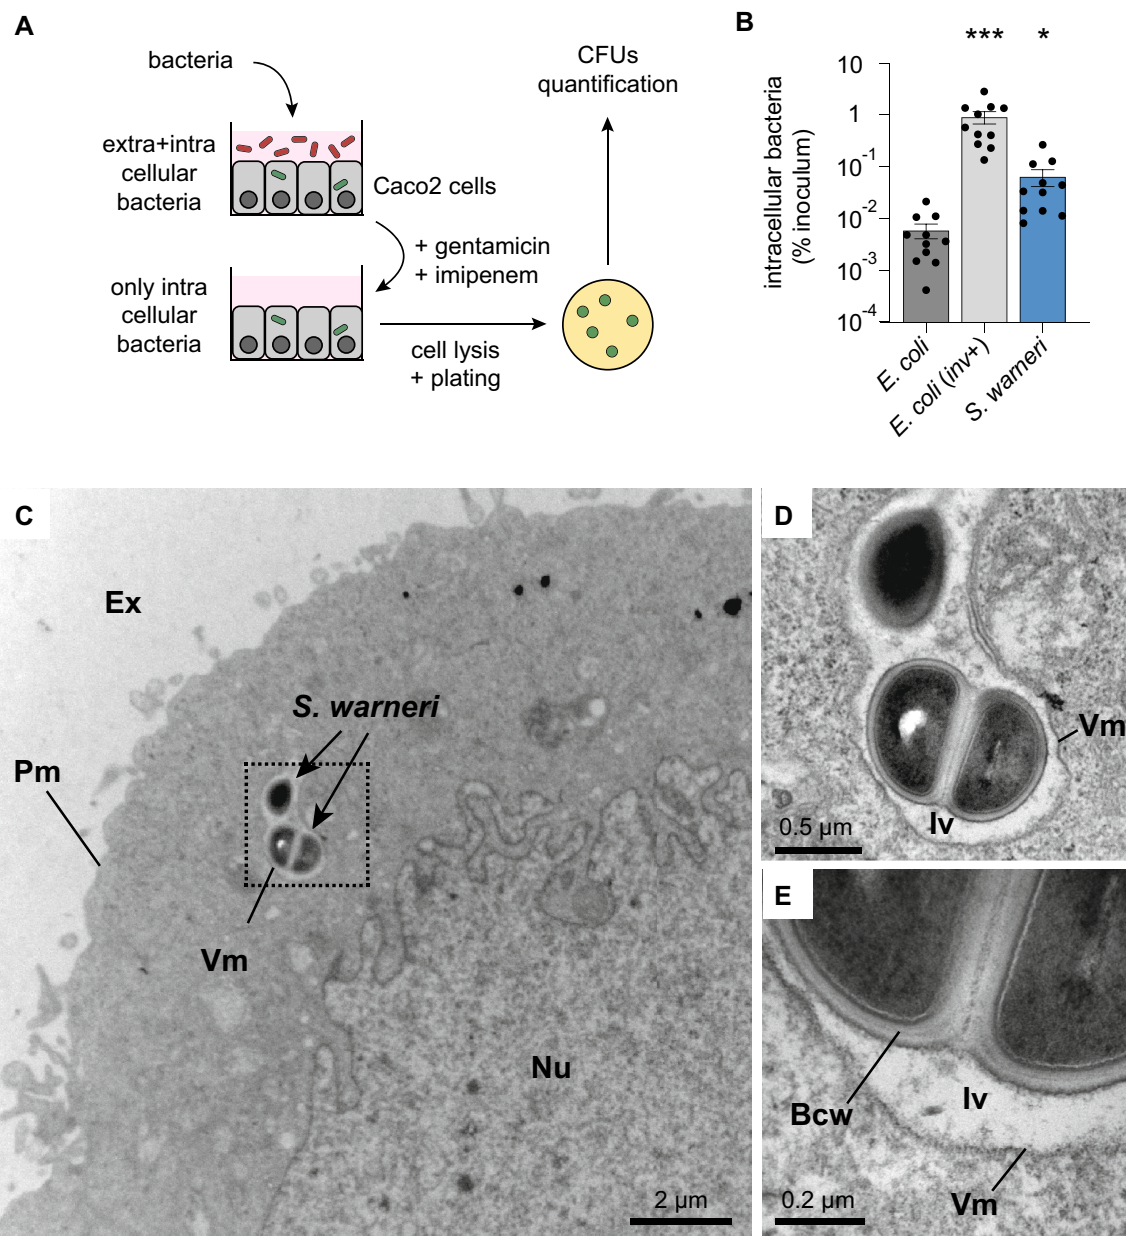 A
bacteria
extra+intra
cellular
bacteria
Caco2 cells
+ gentamicin
+ imipenem
only intra
cellular
bacteria
cell lysis
+ plating
CFUs
quantification
B
*** *
intracellular bacteria
(% inoculum)
10
1
10-1
10-2
10-3
10-4
E. coli
E. coli (inv+)
S. warneri
C
Ex
S. warneri
Pm
Vm
Nu
2 µm
D
Vm
Iv
0.5 µm
E
Bcw
Iv
Vm
0.2 µm